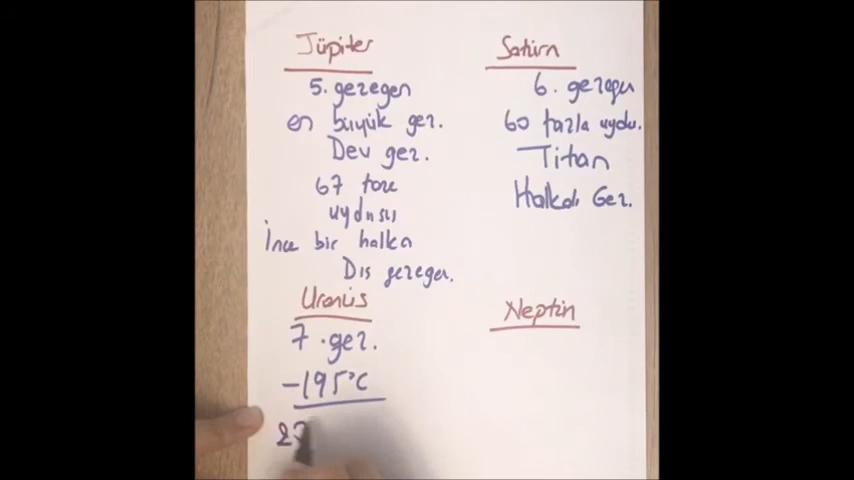 Jüpiter
5. gezegen
en büyük gez.
Dev gez.
67 tane
uydusu
İnce bir halka
Dış gezegen.
Satürn
6. gezegen
60 fazla uydu.
Titan
Halkalı Gez.
Uranüs
7. gez.
-195°C
Neptün